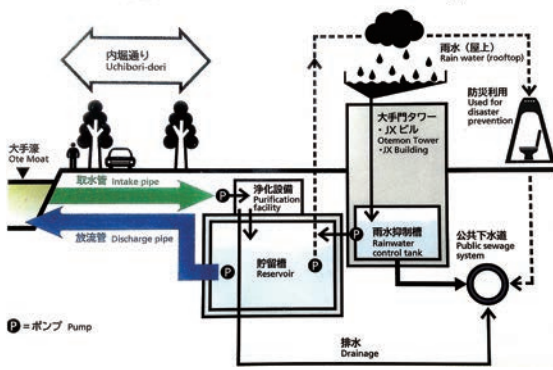 内堀通り
Uchibori-dori
雨水（屋上）
Rain water (rooftop)
防災利用
Used for
disaster
prevention
大手門タワー
・JX ビル
Otemon Tower
・JX Building
大手濠
Ote Moat
取水管 Intake pipe
放流管 Discharge pipe
P
浄化設備
Purification
facility
貯留槽
Reservoir
P
P
P
雨水抑制槽
Rainwater
control tank
公共下水道
Public sewage
system
P =ポンプ Pump
排水
Drainage